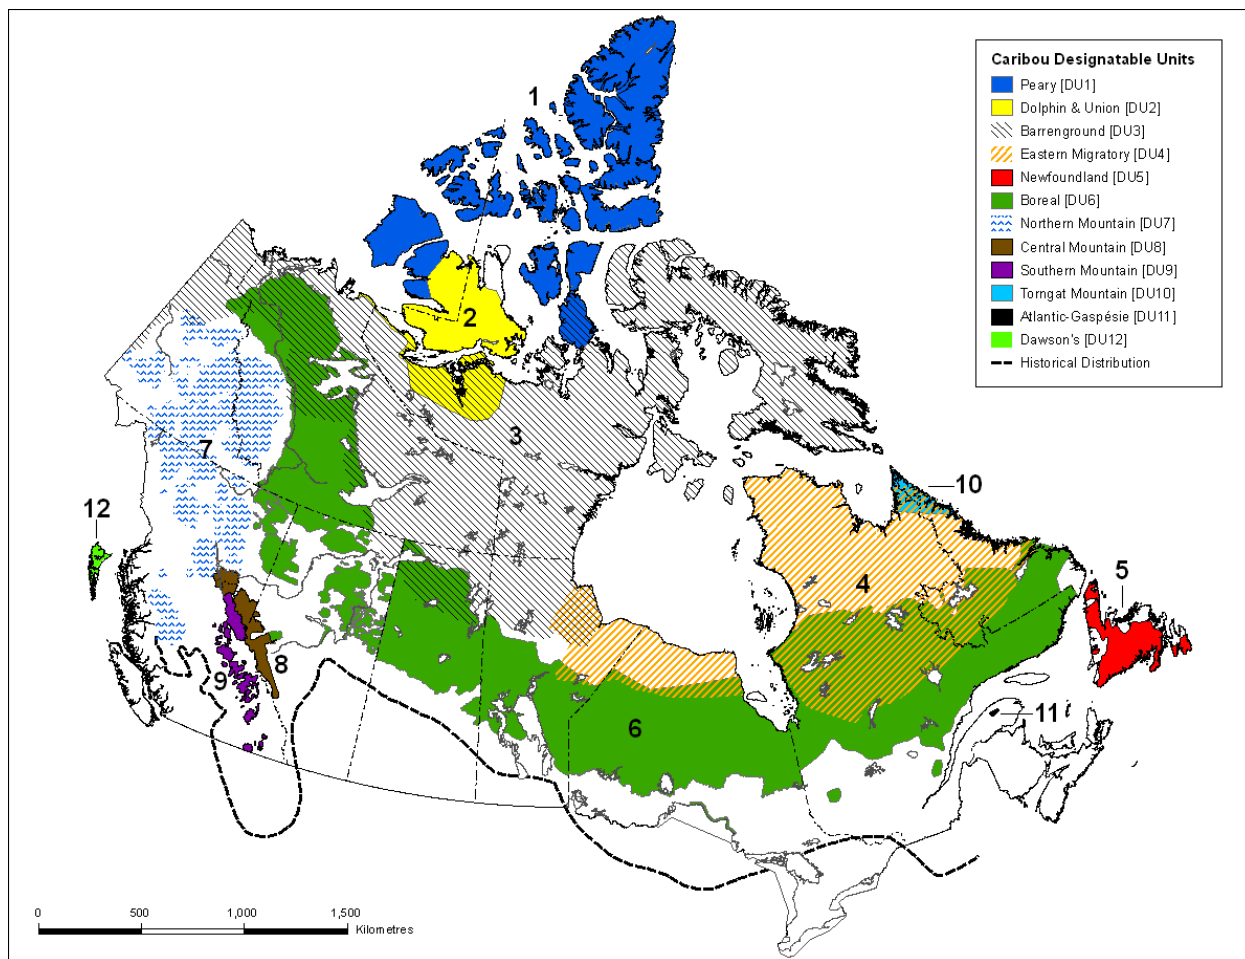 Caribou Designatable Units
Peary [DU1]
Dolphin & Union [DU2]
Barrenground [DU3]
Eastern Migratory [DU4]
Newfoundland [DU5]
Boreal [DU6]
Northern Mountain [DU7]
Central Mountain [DU8]
Southern Mountain [DU9]
Torngat Mountain [DU10]
Atlantic-Gaspésie [DU11]
Dawson's [DU12]
Historical Distribution
1
2
3
7
10
12
4
5
8
9
11
6
0 500 1,000 1,500
Kilometres